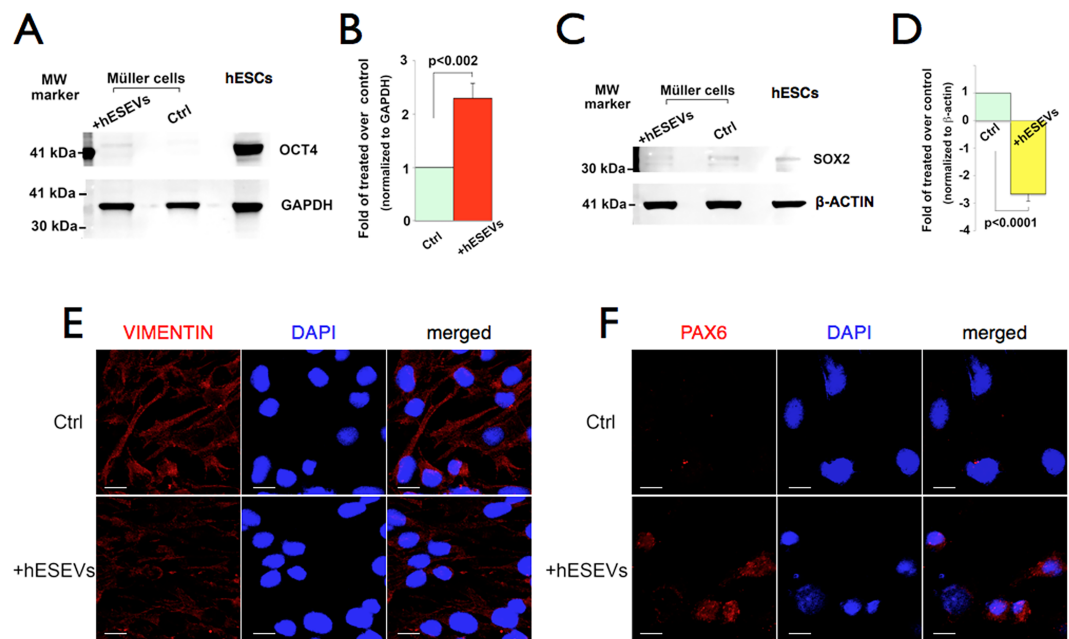 A
MW
marker
Müller cells
hESCs
+hESEVs
Ctrl
41 kDa
OCT4
41 kDa
GAPDH
30 kDa
B
Fold of treated over control
(normalized to GAPDH)
3
2
1
0
p<0.002
Ctrl
+hESEVs
C
MW
marker
Müller cells
hESCs
+hESEVs
Ctrl
30 kDa
SOX2
41 kDa
β-ACTIN
D
Fold of treated over control
(normalized to β-actin)
1
0
-1
-2
-3
-4
Ctrl
+hESEVs
p<0.0001
E
VIMENTIN
DAPI
merged
Ctrl
+hESEVs
F
PAX6
DAPI
merged
Ctrl
+hESEVs